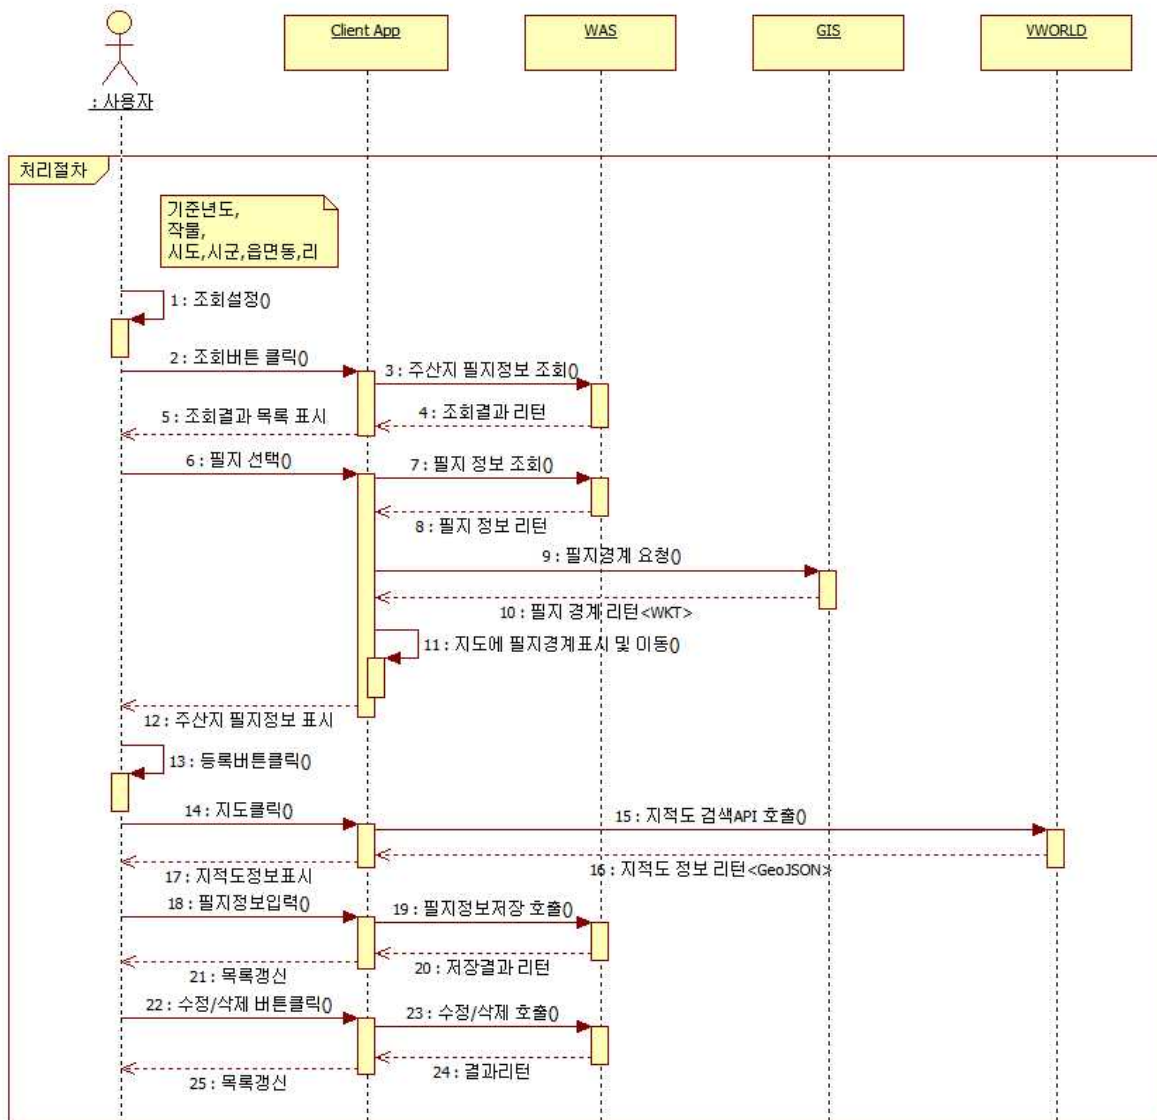 Client App
WAS
GIS
VWORLD
: 사용자
처리절차
기준년도,
작물,
시도,시군,읍면동,리
1 : 조회설정()
2 : 조회버튼 클릭()
3 : 주산지 필지정보 조회()
4 : 조회결과 리턴
5 : 조회결과 목록 표시
6 : 필지 선택()
7 : 필지 정보 조회()
8 : 필지 정보 리턴
9 : 필지경계 요청()
10 : 필지 경계 리턴<WKT>
11 : 지도에 필지경계표시 및 이동()
12 : 주산지 필지정보 표시
13 : 등록버튼클릭()
14 : 지도클릭()
15 : 지적도 검색API 호출()
16 : 지적도 정보 리턴<GeoJSON>
17 : 지적도정보표시
18 : 필지정보입력()
19 : 필지정보저장 호출()
20 : 저장결과 리턴
21 : 목록갱신
22 : 수정/삭제 버튼클릭()
23 : 수정/삭제 호출()
24 : 결과리턴
25 : 목록갱신